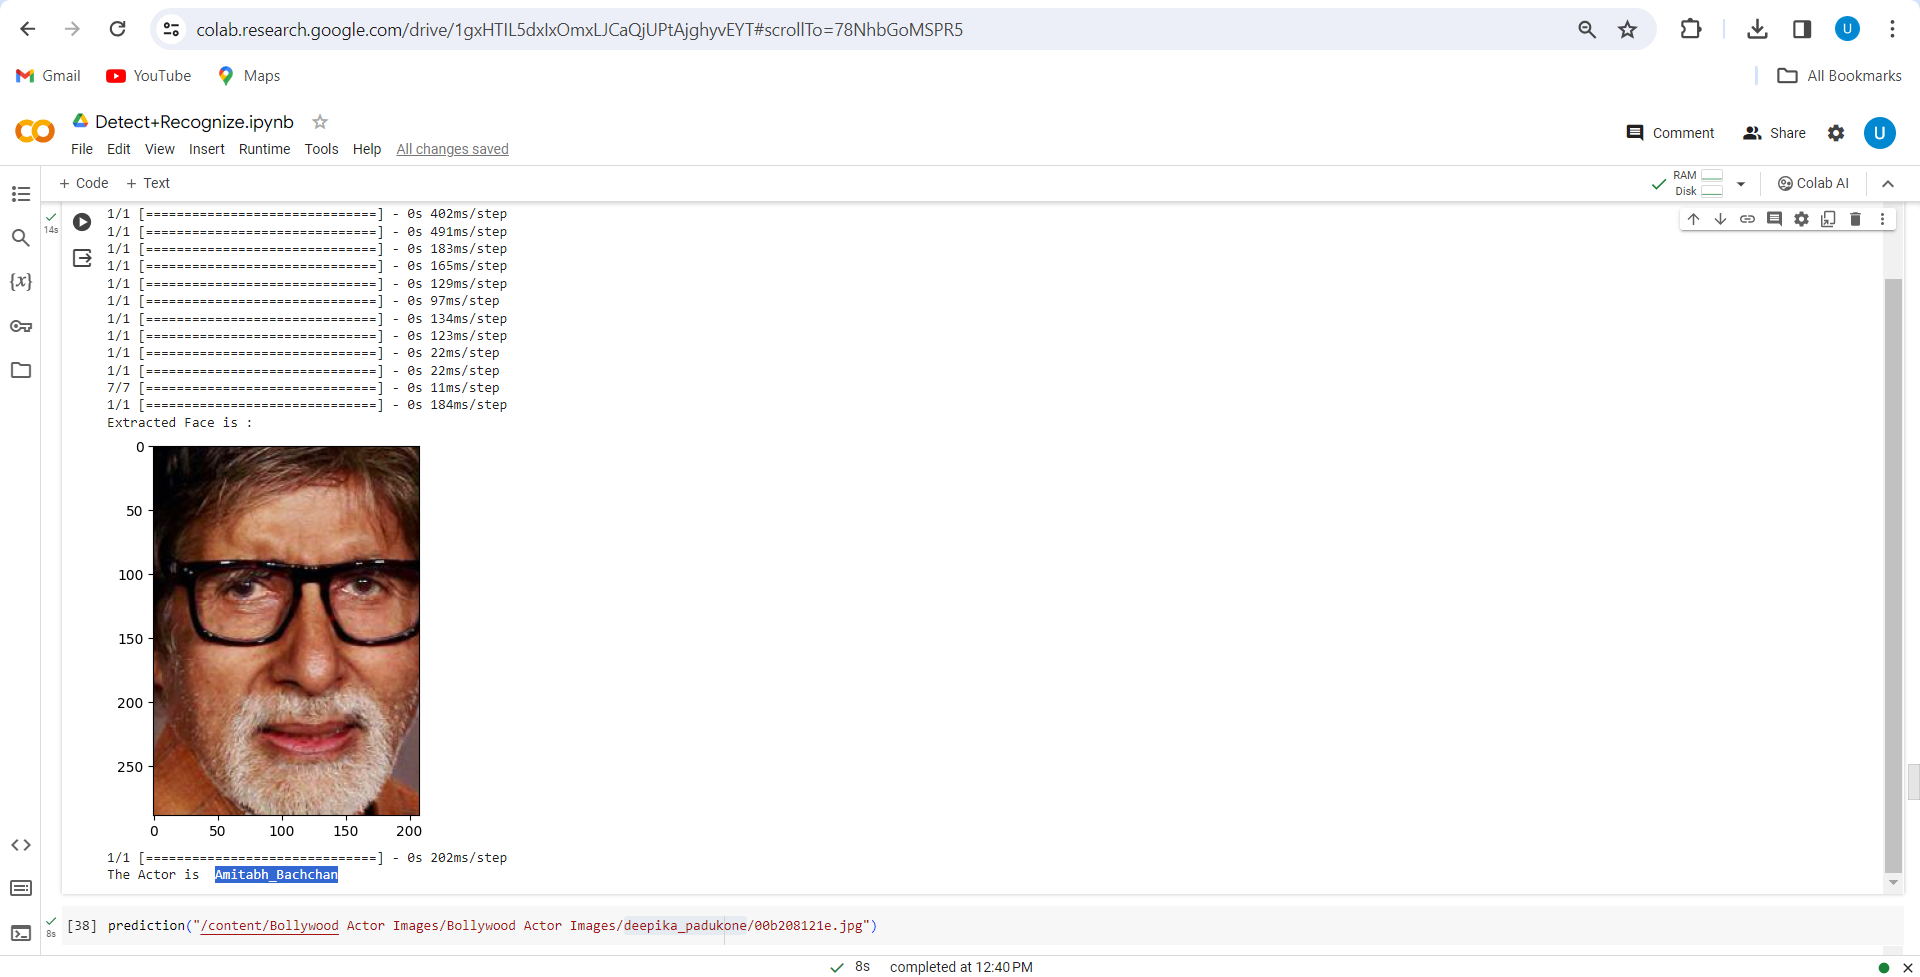 colab.research.google.com/drive/1gxHTIL5dxIxOmxLJCaQjUPtAjghyvEYT#scrollTo=78NhbGoMSPR5
U
Gmail YouTube Maps All Bookmarks
CO Detect+Recognize.ipynb
File Edit View Insert Runtime Tools Help All changes saved
Comment Share U
+ Code + Text
RAM
Disk
Colab AI
14s
{x}
1/1 [==============================] - 0s 402ms/step
1/1 [==============================] - 0s 491ms/step
1/1 [==============================] - 0s 183ms/step
1/1 [==============================] - 0s 165ms/step
1/1 [==============================] - 0s 129ms/step
1/1 [==============================] - 0s 97ms/step
1/1 [==============================] - 0s 134ms/step
1/1 [==============================] - 0s 123ms/step
1/1 [==============================] - 0s 22ms/step
1/1 [==============================] - 0s 22ms/step
7/7 [==============================] - 0s 11ms/step
1/1 [==============================] - 0s 184ms/step
Extracted Face is :
0
50
100
150
200
250
0 50 100 150 200
1/1 [==============================] - 0s 202ms/step
The Actor is Amitabh_Bachchan
8s
[38] prediction("/content/Bollywood Actor Images/Bollywood Actor Images/deepika_padukone/00b208121e.jpg")
8s completed at 12:40 PM